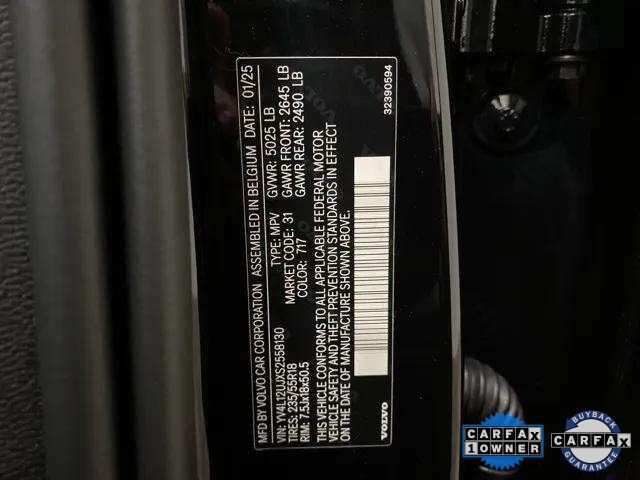 MFD BY VOLVO CAR CORPORATION ASSEMBLED IN BELGIUM DATE: 01/25
VIN: YV4L12UJXS2558130 TYPE: MPV GVWR: 5025 LB
TIRES: 235/55R18 MARKET CODE: 31 GAWR FRONT: 2645 LB
RIM: 7.5Jx18x50.5 COLOR: 717 GAWR REAR: 2490 LB
THIS VEHICLE CONFORMS TO ALL APPLICABLE FEDERAL MOTOR
VEHICLE SAFETY AND THEFT PREVENTION STANDARDS IN EFFECT
ON THE DATE OF MANUFACTURE SHOWN ABOVE.
VOLVO 32390594
CARFAX
1 OWNER
BUYBACK
CARFAX
GUARANTEE